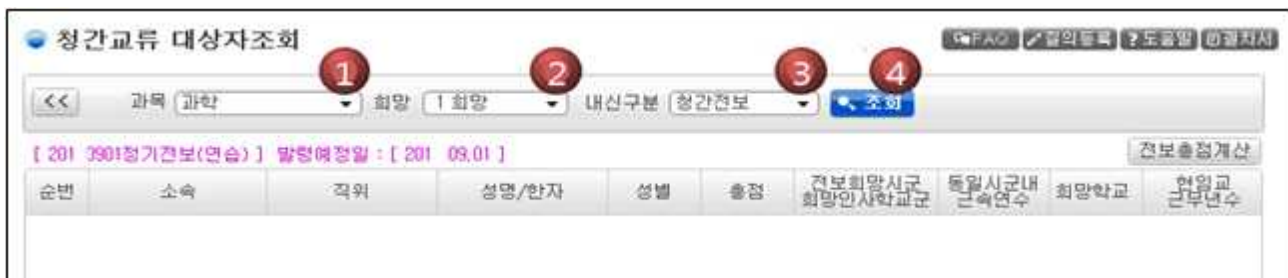 청간교류 대상자조회
FAQ 질의등록 ? 도움말 결재지시
1 2 3 4
<< 과목 과학 희망 1 희망 내신구분 청간전보 조회
[ 201 0901정기전보(연습) ] 발령예정일 : [ 201 09.01 ]
전보총점계산
순번 소속 직위 성명/한자 성별 총점 전보희망시군 동일시군내 희망학교 현임교
희망인사학교군 근속연수 근무년수